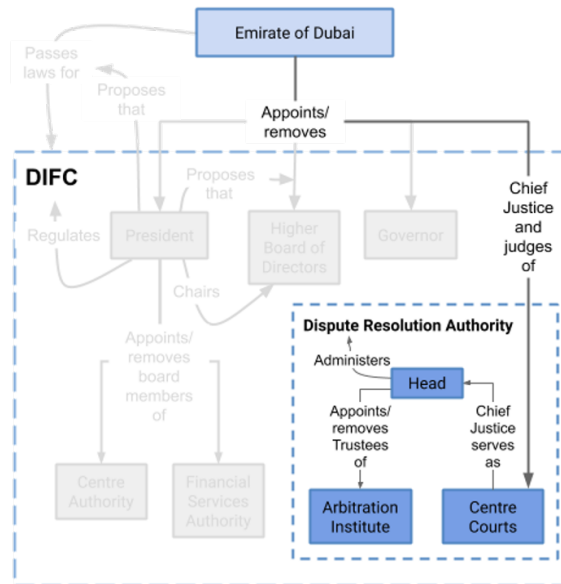 Emirate of Dubai
Passes
laws for
Proposes
that
Appoints/
removes
DIFC
Proposes
that
Chief
Justice
and
judges
of
Regulates
President
Higher
Board of
Directors
Governor
Chairs
Dispute Resolution Authority
Appoints/
removes
board
members
of
Administers
Head
Appoints/
removes
Trustees
of
Chief
Justice
serves
as
Centre
Authority
Financial
Services
Authority
Arbitration
Institute
Centre
Courts